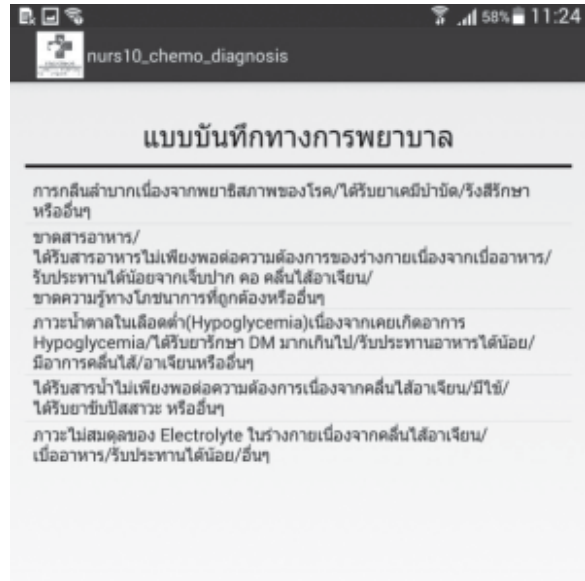 58% 11:24
nurs10_chemo_diagnosis
แบบบันทึกทางการพยาบาล
การกลืนลำบากเนื่องจากพยาธิสภาพของโรค/ได้รับยาเคมีบำบัด/รังสีรักษา
หรืออื่นๆ
ขาดสารอาหาร/
ได้รับสารอาหารไม่เพียงพอต่อความต้องการของร่างกายเนื่องจากเบื่ออาหาร/
รับประทานได้น้อยจากเจ็บปาก คอ คลื่นไส้อาเจียน/
ขาดความรู้ทางโภชนาการที่ถูกต้องหรืออื่นๆ
ภาวะน้ำตาลในเลือดต่ำ(Hypoglycemia)เนื่องจากเคยเกิดอาการ
Hypoglycemia/ได้รับยารักษา DM มากเกินไป/รับประทานอาหารได้น้อย/
มีอาการคลื่นไส้/อาเจียนหรืออื่นๆ
ได้รับสารน้ำไม่เพียงพอต่อความต้องการเนื่องจากคลื่นไส้อาเจียน/มีไข้/
ได้รับยาขับปัสสาวะ หรืออื่นๆ
ภาวะไม่สมดุลของ Electrolyte ในร่างกายเนื่องจากคลื่นไส้อาเจียน/
เบื่ออาหาร/รับประทานได้น้อย/อื่นๆ